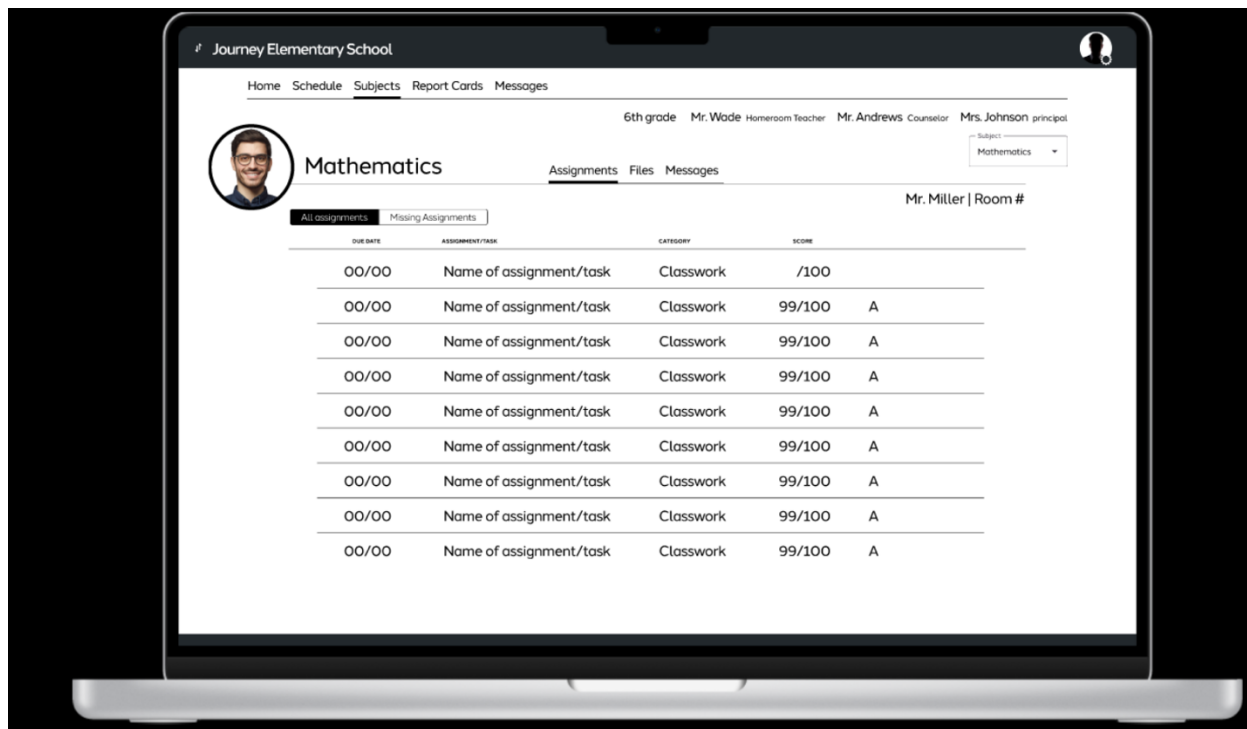 Journey Elementary School
Home Schedule Subjects Report Cards Messages
6th grade Mr. Wade Homeroom Teacher Mr. Andrews Counselor Mrs. Johnson principal
Subject
Mathematics
Mathematics
Assignments Files Messages
Mr. Miller | Room #
All assignments Missing Assignments
DUE DATE ASSIGNMENT/TASK CATEGORY SCORE
00/00 Name of assignment/task Classwork /100
00/00 Name of assignment/task Classwork 99/100 A
00/00 Name of assignment/task Classwork 99/100 A
00/00 Name of assignment/task Classwork 99/100 A
00/00 Name of assignment/task Classwork 99/100 A
00/00 Name of assignment/task Classwork 99/100 A
00/00 Name of assignment/task Classwork 99/100 A
00/00 Name of assignment/task Classwork 99/100 A
00/00 Name of assignment/task Classwork 99/100 A